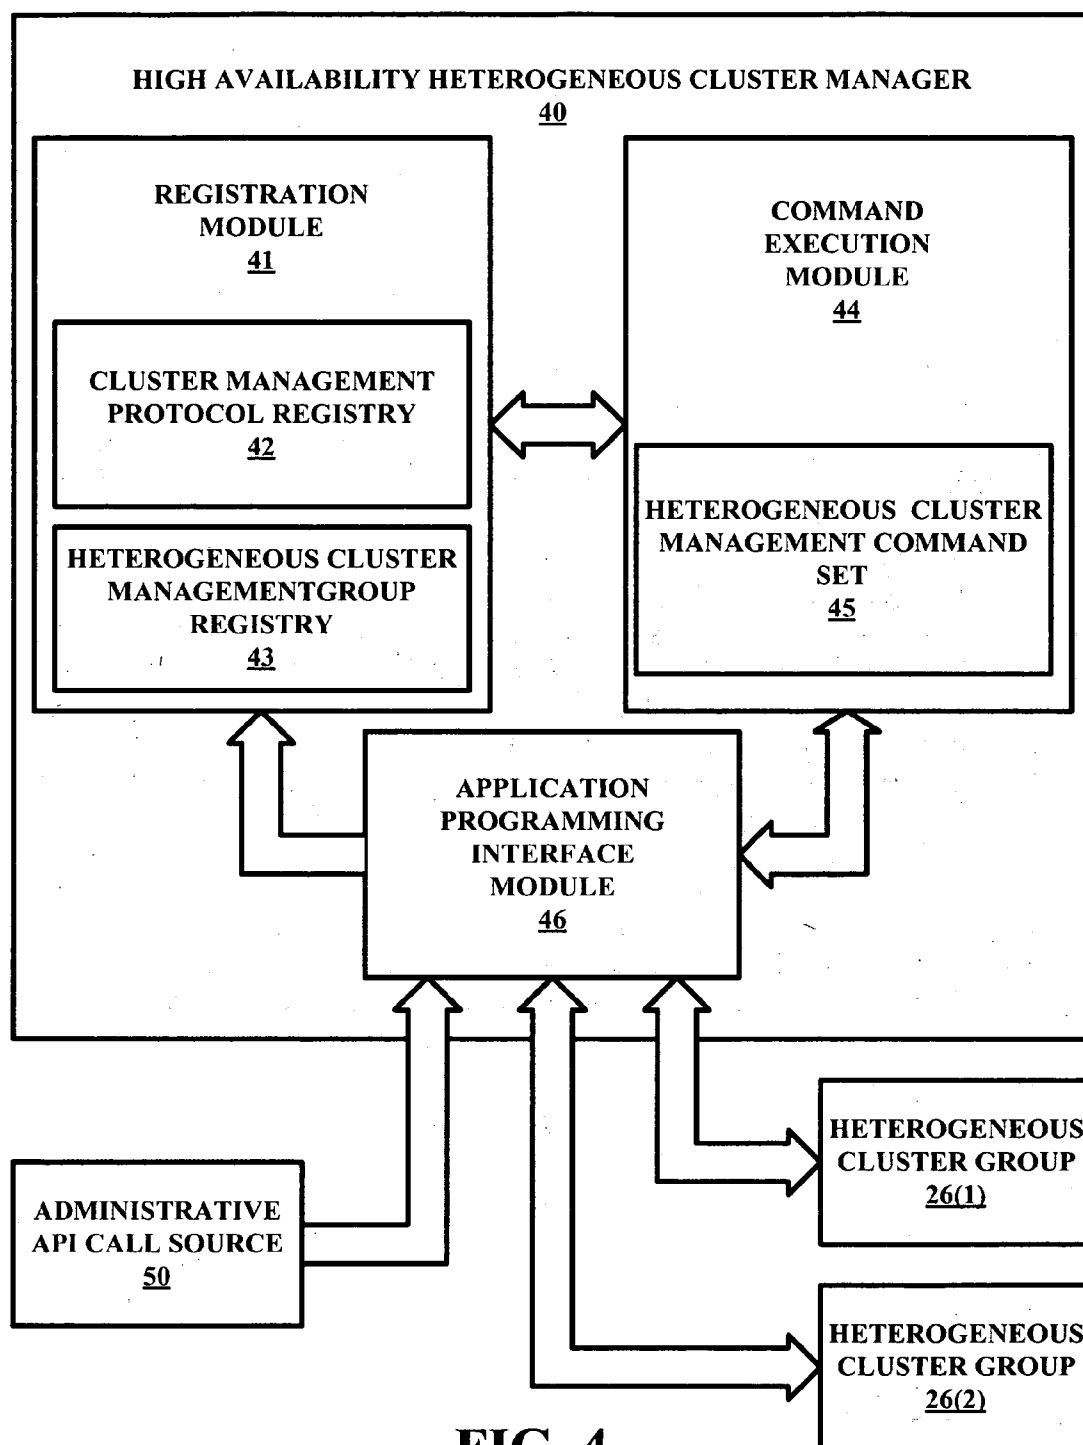 HIGH AVAILABILITY HETEROGENEOUS CLUSTER MANAGER
40
REGISTRATION
MODULE
41
CLUSTER MANAGEMENT
PROTOCOL REGISTRY
42
HETEROGENEOUS CLUSTER
MANAGEMENTGROUP
REGISTRY
43
COMMAND
EXECUTION
MODULE
44
HETEROGENEOUS CLUSTER
MANAGEMENT COMMAND
SET
45
APPLICATION
PROGRAMMING
INTERFACE
MODULE
46
ADMINISTRATIVE
API CALL SOURCE
50
HETEROGENEOUS
CLUSTER GROUP
26(1)
HETEROGENEOUS
CLUSTER GROUP
26(2)
FIG. 4